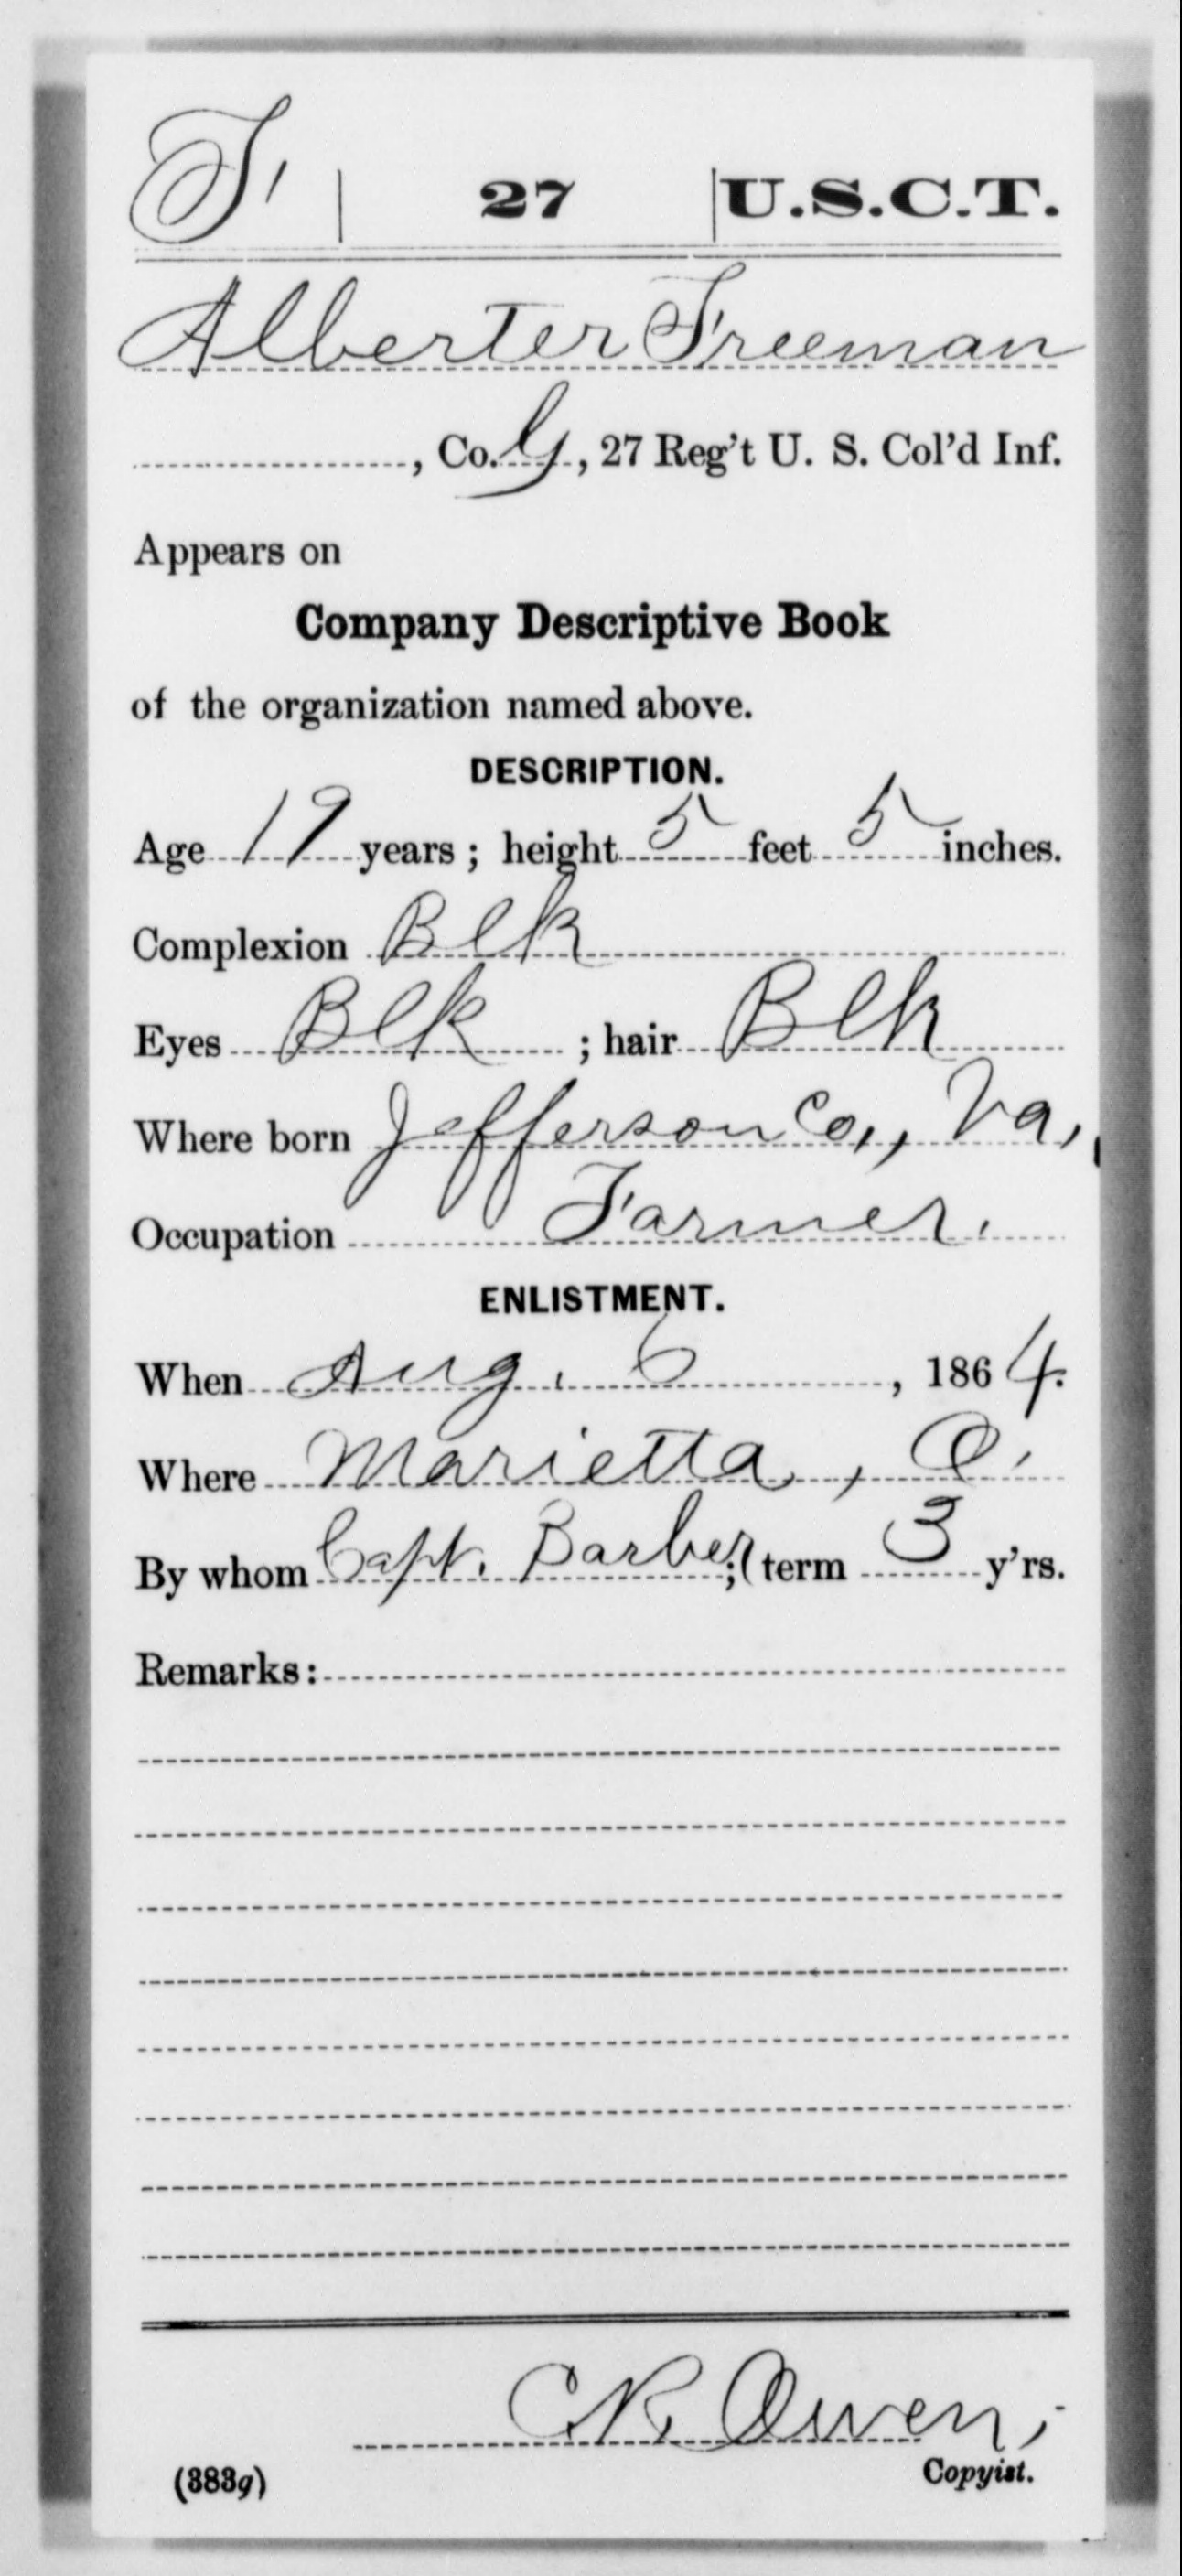 F | 27 | U.S.C.T.
Alberter Freeman
, Co. G, 27 Reg't U. S. Col'd Inf.
Appears on
Company Descriptive Book
of the organization named above.
DESCRIPTION.
Age 19 years; height 5 feet 5 inches.
Complexion Blk
Eyes Blk ; hair Blk
Where born Jefferson Co., Va.
Occupation Farmer.
ENLISTMENT.
When Aug. 6, 1864.
Where Marietta, O.
By whom Capt. Barber; term 3 y'rs.
Remarks:
C R Owen,
(383g) Copyist.